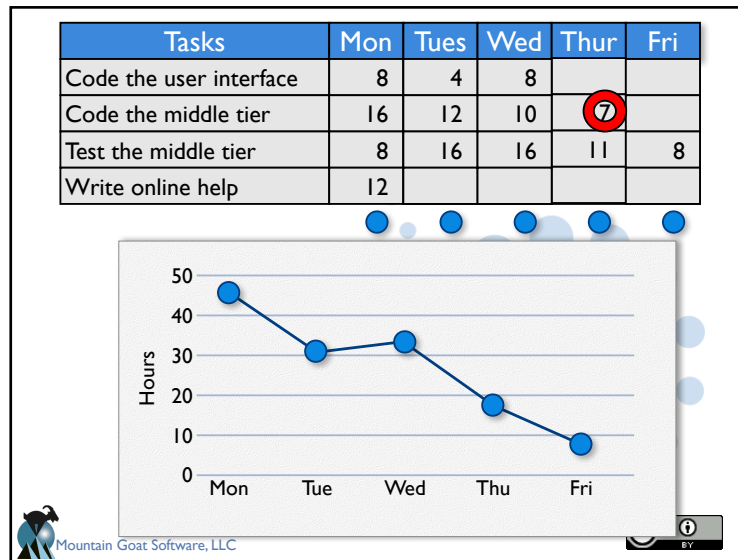 Tasks Mon Tues Wed Thur Fri
Code the user interface 8 4 8
Code the middle tier 16 12 10 7
Test the middle tier 8 16 16 11 8
Write online help 12
50
40
30
20
10
0
Hours
Mon Tue Wed Thu Fri
Mountain Goat Software, LLC
BY